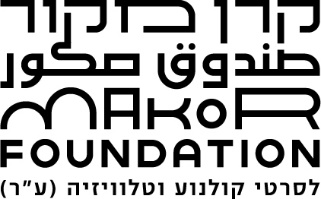 קרן מקור
صندوق مكور
MAKOR
FOUNDATION
לסרטי קולנוע וטלוויזיה (ע״ר)